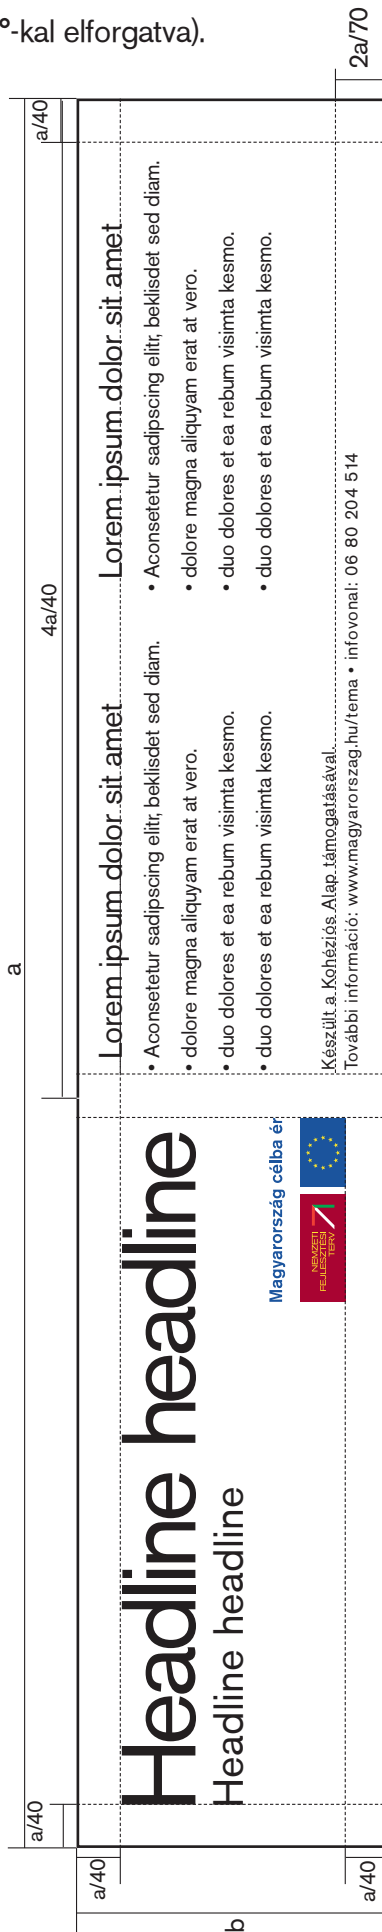 °-kal elforgatva).
2a/70
a/40
4a/40
a
a/40
a/40
b
a/40
Headline headline
Headline headline
Magyarország célba ér
NEMZETI
FEJLESZTÉSI
TERV
Lorem ipsum dolor sit amet
• Aconsetetur sadipscing elitr, beklisdet sed diam.
• dolore magna aliquyam erat at vero.
• duo dolores et ea rebum visimta kesmo.
• duo dolores et ea rebum visimta kesmo.
Lorem ipsum dolor sit amet
• Aconsetetur sadipscing elitr, beklisdet sed diam.
• dolore magna aliquyam erat at vero.
• duo dolores et ea rebum visimta kesmo.
• duo dolores et ea rebum visimta kesmo.
Készült a Kohéziós Alap támogatásával.
További információ: www.magyarorszag.hu/tema • infovonal: 06 80 204 514